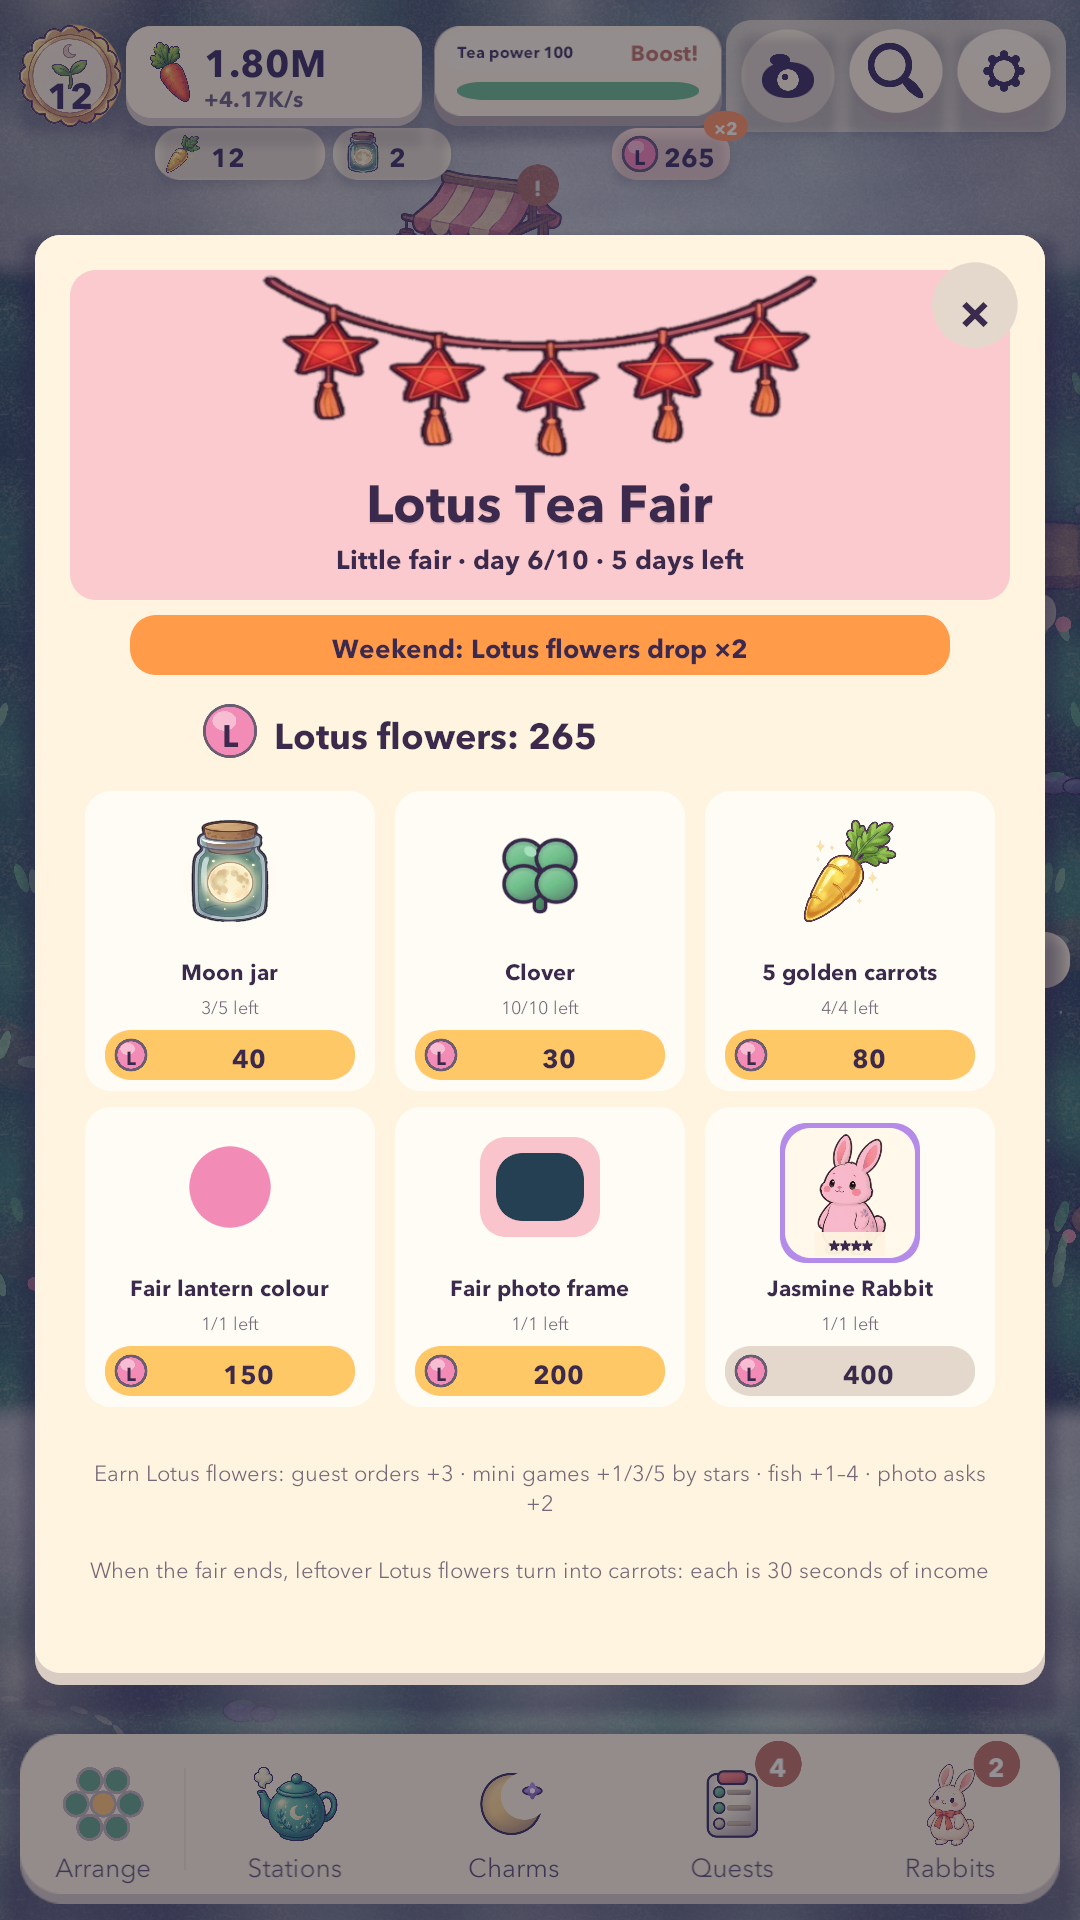 12
1.80M
+4.17K/s
Tea power 100
Boost!
12
2
L
265
×2
!
×
Lotus Tea Fair
Little fair · day 6/10 · 5 days left
Weekend: Lotus flowers drop ×2
L
Lotus flowers: 265
Moon jar
3/5 left
L
40
Clover
10/10 left
L
30
5 golden carrots
4/4 left
L
80
Fair lantern colour
1/1 left
L
150
Fair photo frame
1/1 left
L
200
★★★★
Jasmine Rabbit
1/1 left
L
400
Earn Lotus flowers: guest orders +3 · mini games +1/3/5 by stars · fish +1–4 · photo asks
+2
When the fair ends, leftover Lotus flowers turn into carrots: each is 30 seconds of income
Arrange
Stations
Charms
4
Quests
2
Rabbits